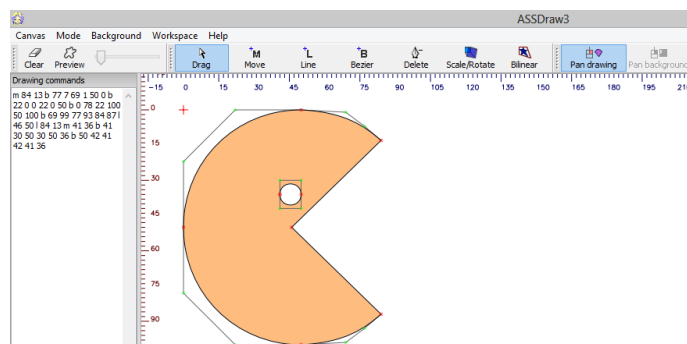 ASSDraw3
Canvas Mode Background Workspace Help
Clear Preview Drag Move Line Bezier Delete Scale/Rotate Bilinear Pan drawing Pan background
Drawing commands
-15 0 15 30 45 60 75 90 105 120 135 150 165 180 195 21
m 84 13 b 77 7 69 1 50 0 b
22 0 0 22 0 50 b 0 78 22 100
50 100 b 69 99 77 93 84 87 l
46 50 l 84 13 m 41 36 b 41
30 50 30 50 36 b 50 42 41
42 41 36
0
15
30
45
60
75
90